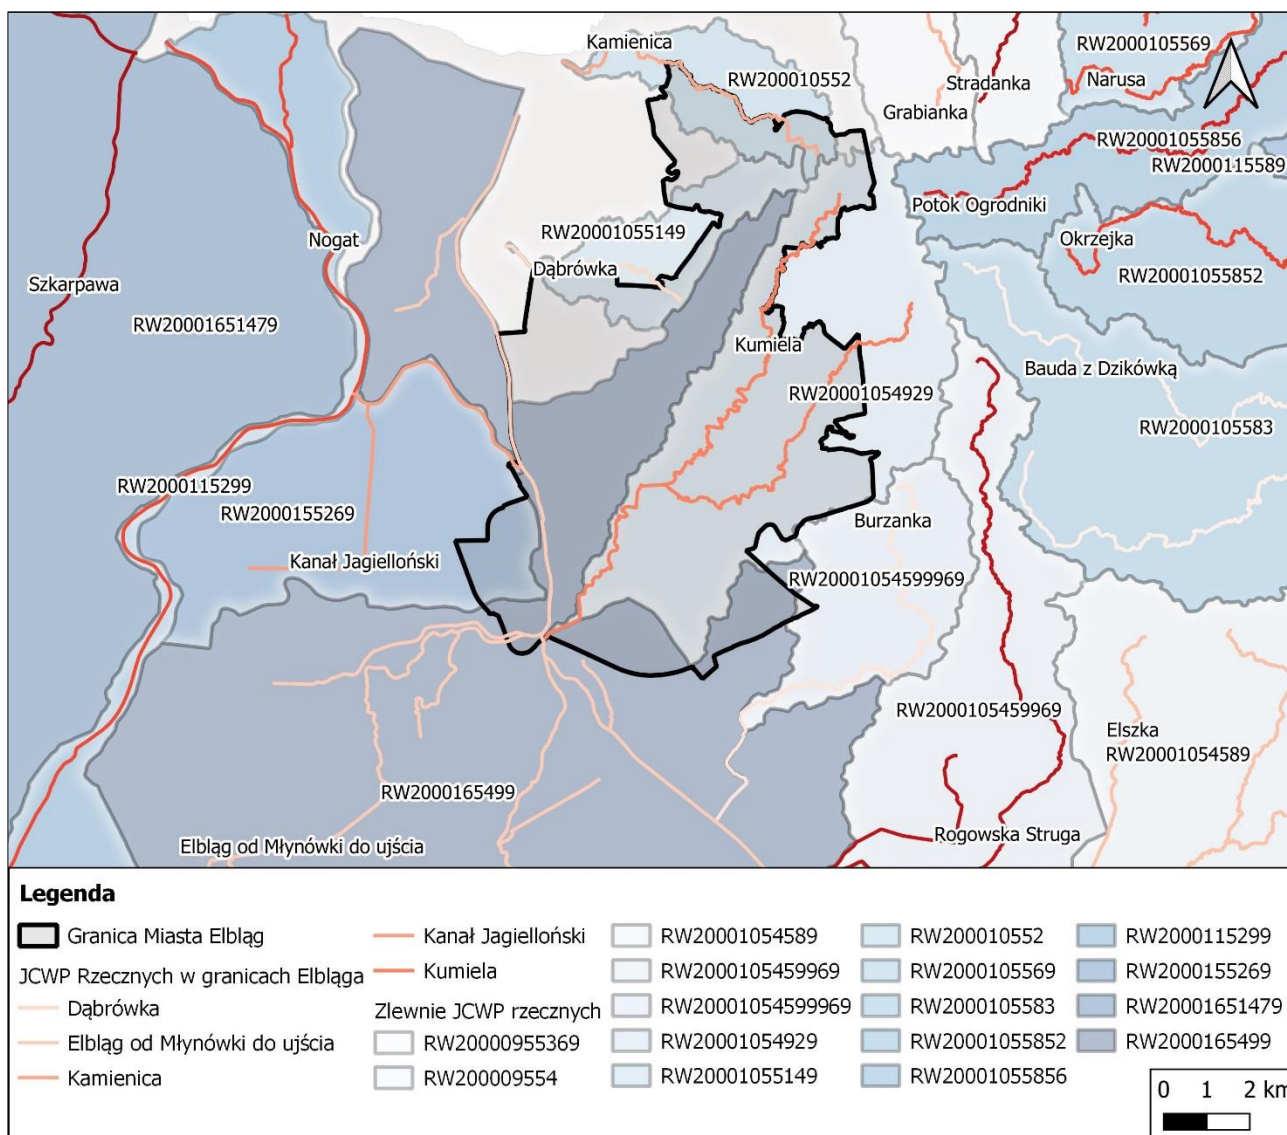 Kamienica
RW200010552
RW2000105569
Stradanka
Narusa
Grabianka
RW20001055856
RW2000115589
Potok Ogrodniki
Nogat
RW20001055149
Okrzejka
Dąbrówka
RW20001055852
Szkarpawa
RW20001651479
Kumiela
Bauda z Dzikówką
RW20001054929
RW2000105583
RW2000115299
RW2000155269
Burzanka
Kanał Jagielloński
RW20001054599969
RW2000105459969
Elszka
RW20001054589
RW2000165499
Rogowska Struga
Elbląg od Młynówki do ujścia
Legenda
Granica Miasta Elbląg
JCWP Rzecznych w granicach Elbląga
Dąbrówka
Elbląg od Młynówki do ujścia
Kamienica
Kanał Jagielloński
Kumiela
Zlewnie JCWP rzecznych
RW20000955369
RW200009554
RW20001054589
RW2000105459969
RW20001054599969
RW20001054929
RW20001055149
RW200010552
RW2000105569
RW2000105583
RW20001055852
RW20001055856
RW2000115299
RW2000155269
RW20001651479
RW2000165499
0 1 2 km